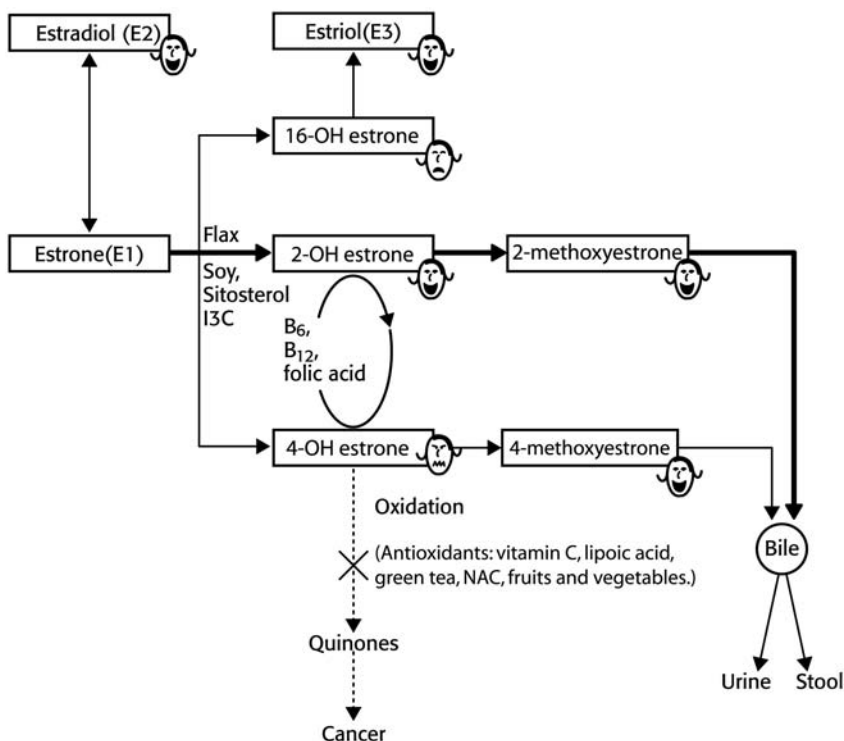 Estradiol (E2)
Estriol(E3)
16-OH estrone
Estrone(E1)
Flax
Soy,
Sitosterol
I3C
2-OH estrone
2-methoxyestrone
B6,
B12,
folic acid
4-OH estrone
4-methoxyestrone
Oxidation
(Antioxidants: vitamin C, lipoic acid,
green tea, NAC, fruits and vegetables.)
Bile
Quinones
Urine
Stool
Cancer